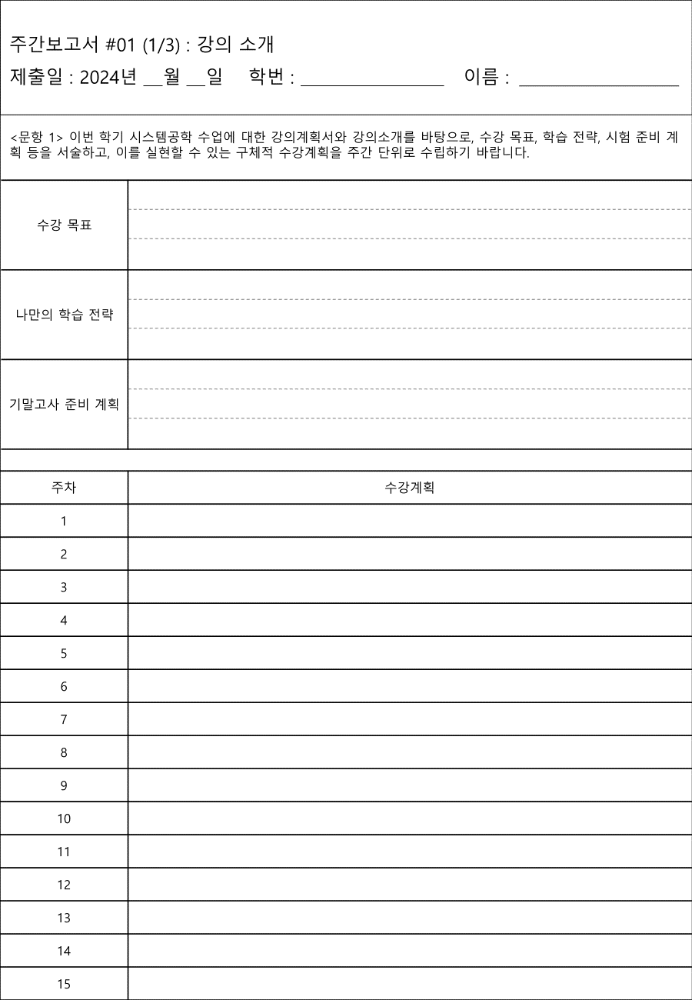 주간보고서 #01 (1/3) : 강의 소개
제출일 : 2024년 __월 __일 학번 : _______________ 이름 : _________________
<문항 1> 이번 학기 시스템공학 수업에 대한 강의계획서와 강의소개를 바탕으로, 수강 목표, 학습 전략, 시험 준비 계
획 등을 서술하고, 이를 실현할 수 있는 구체적 수강계획을 주간 단위로 수립하기 바랍니다.
수강 목표
나만의 학습 전략
기말고사 준비 계획
주차 수강계획
1
2
3
4
5
6
7
8
9
10
11
12
13
14
15